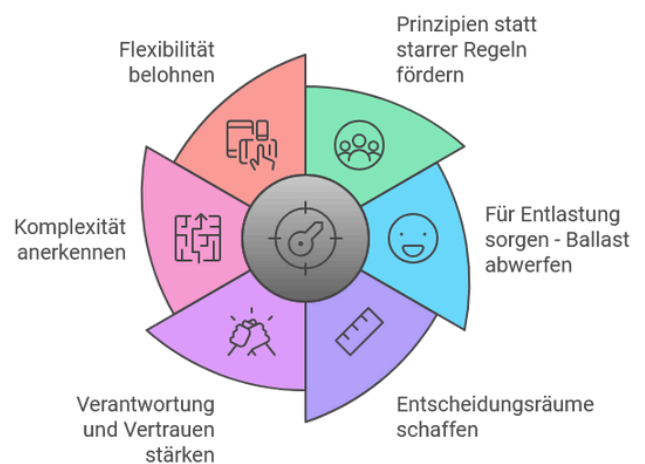 Flexibilität
belohnen
Prinzipien statt
starrer Regeln
fördern
Für Entlastung
sorgen - Ballast
abwerfen
Entscheidungsräume
schaffen
Verantwortung
und Vertrauen
stärken
Komplexität
anerkennen